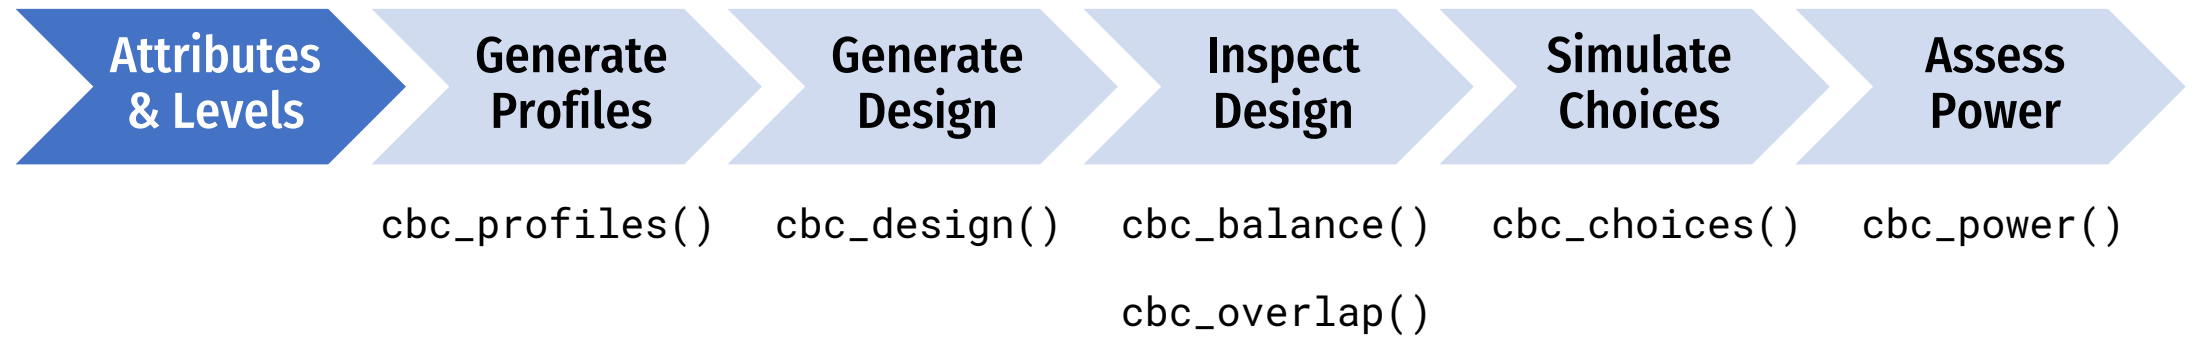 Attributes
& Levels
Generate
Profiles
Generate
Design
Inspect
Design
Simulate
Choices
Assess
Power
cbc_profiles()
cbc_design()
cbc_balance()
cbc_choices()
cbc_power()
cbc_overlap()